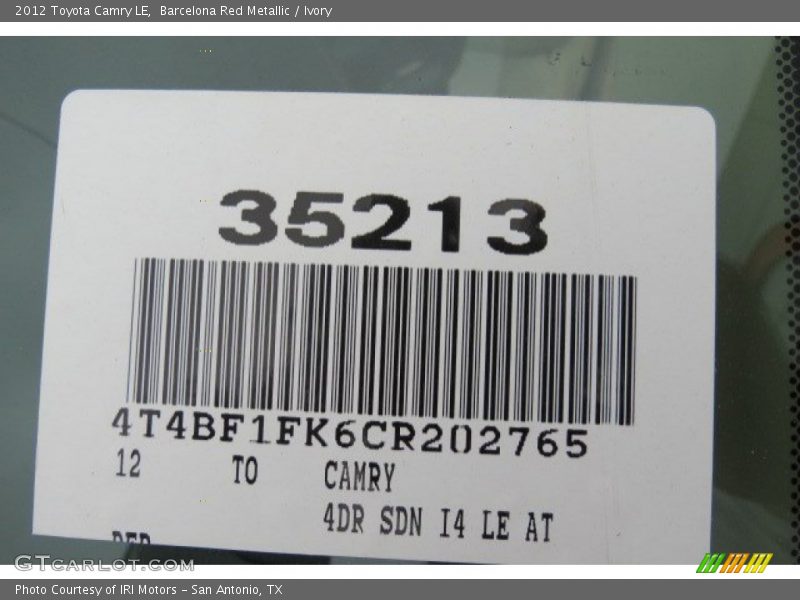 2012 Toyota Camry LE, Barcelona Red Metallic / Ivory
35213
4T4BF1FK6CR202765
12 TO CAMRY
4DR SDN I4 LE AT
GTCARLOT.COM
Photo Courtesy of IRI Motors – San Antonio, TX